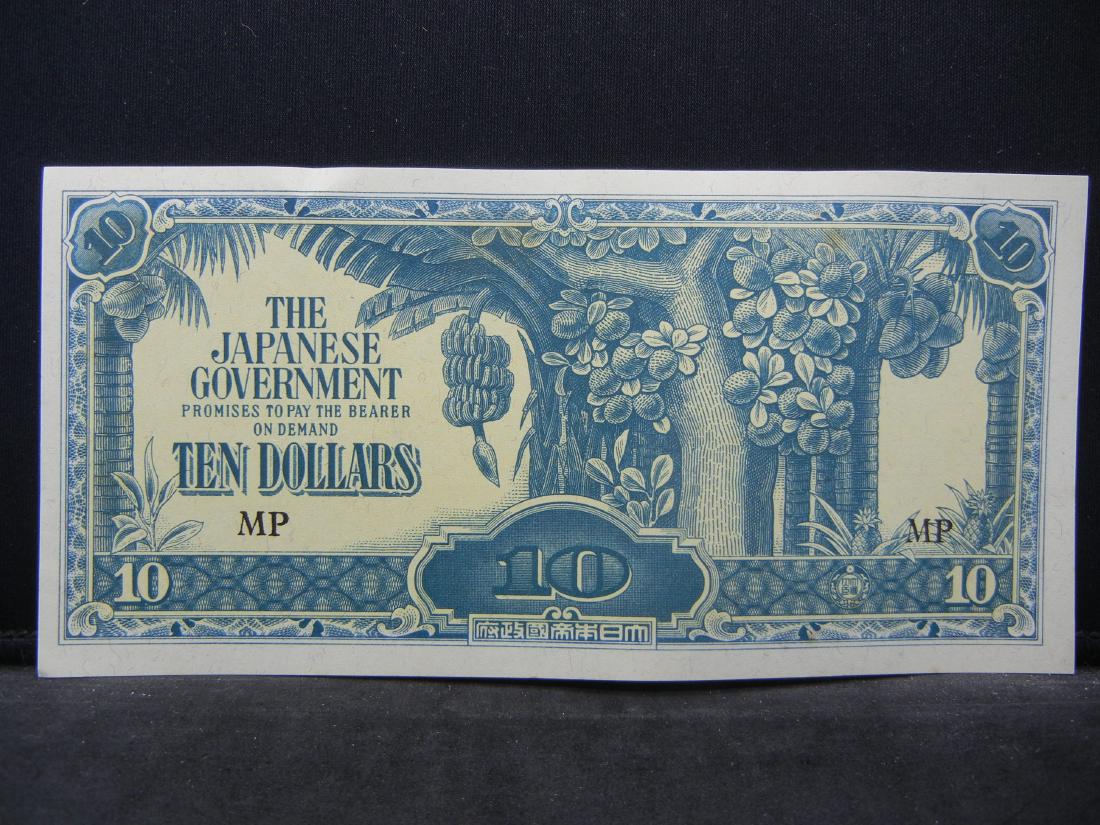 10
10
THE
JAPANESE
GOVERNMENT
PROMISES TO PAY THE BEARER
ON DEMAND
TEN DOLLARS
MP
MP
10
10
10
府政國帝本日大